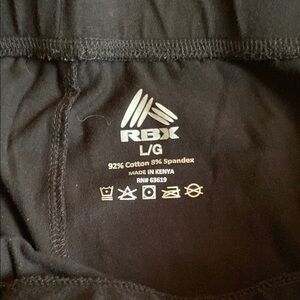 RBX
L/G
92% Cotton 8% Spandex
MADE IN KENYA
RN# 63619